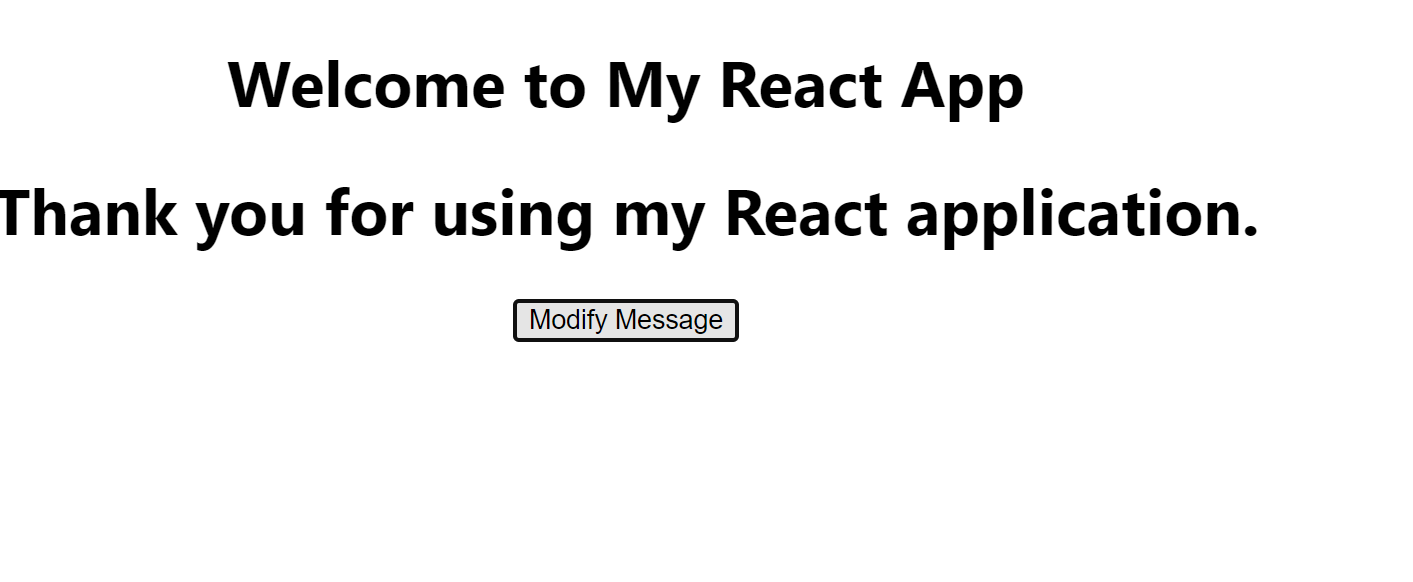 Welcome to My React App
Thank you for using my React application.
Modify Message